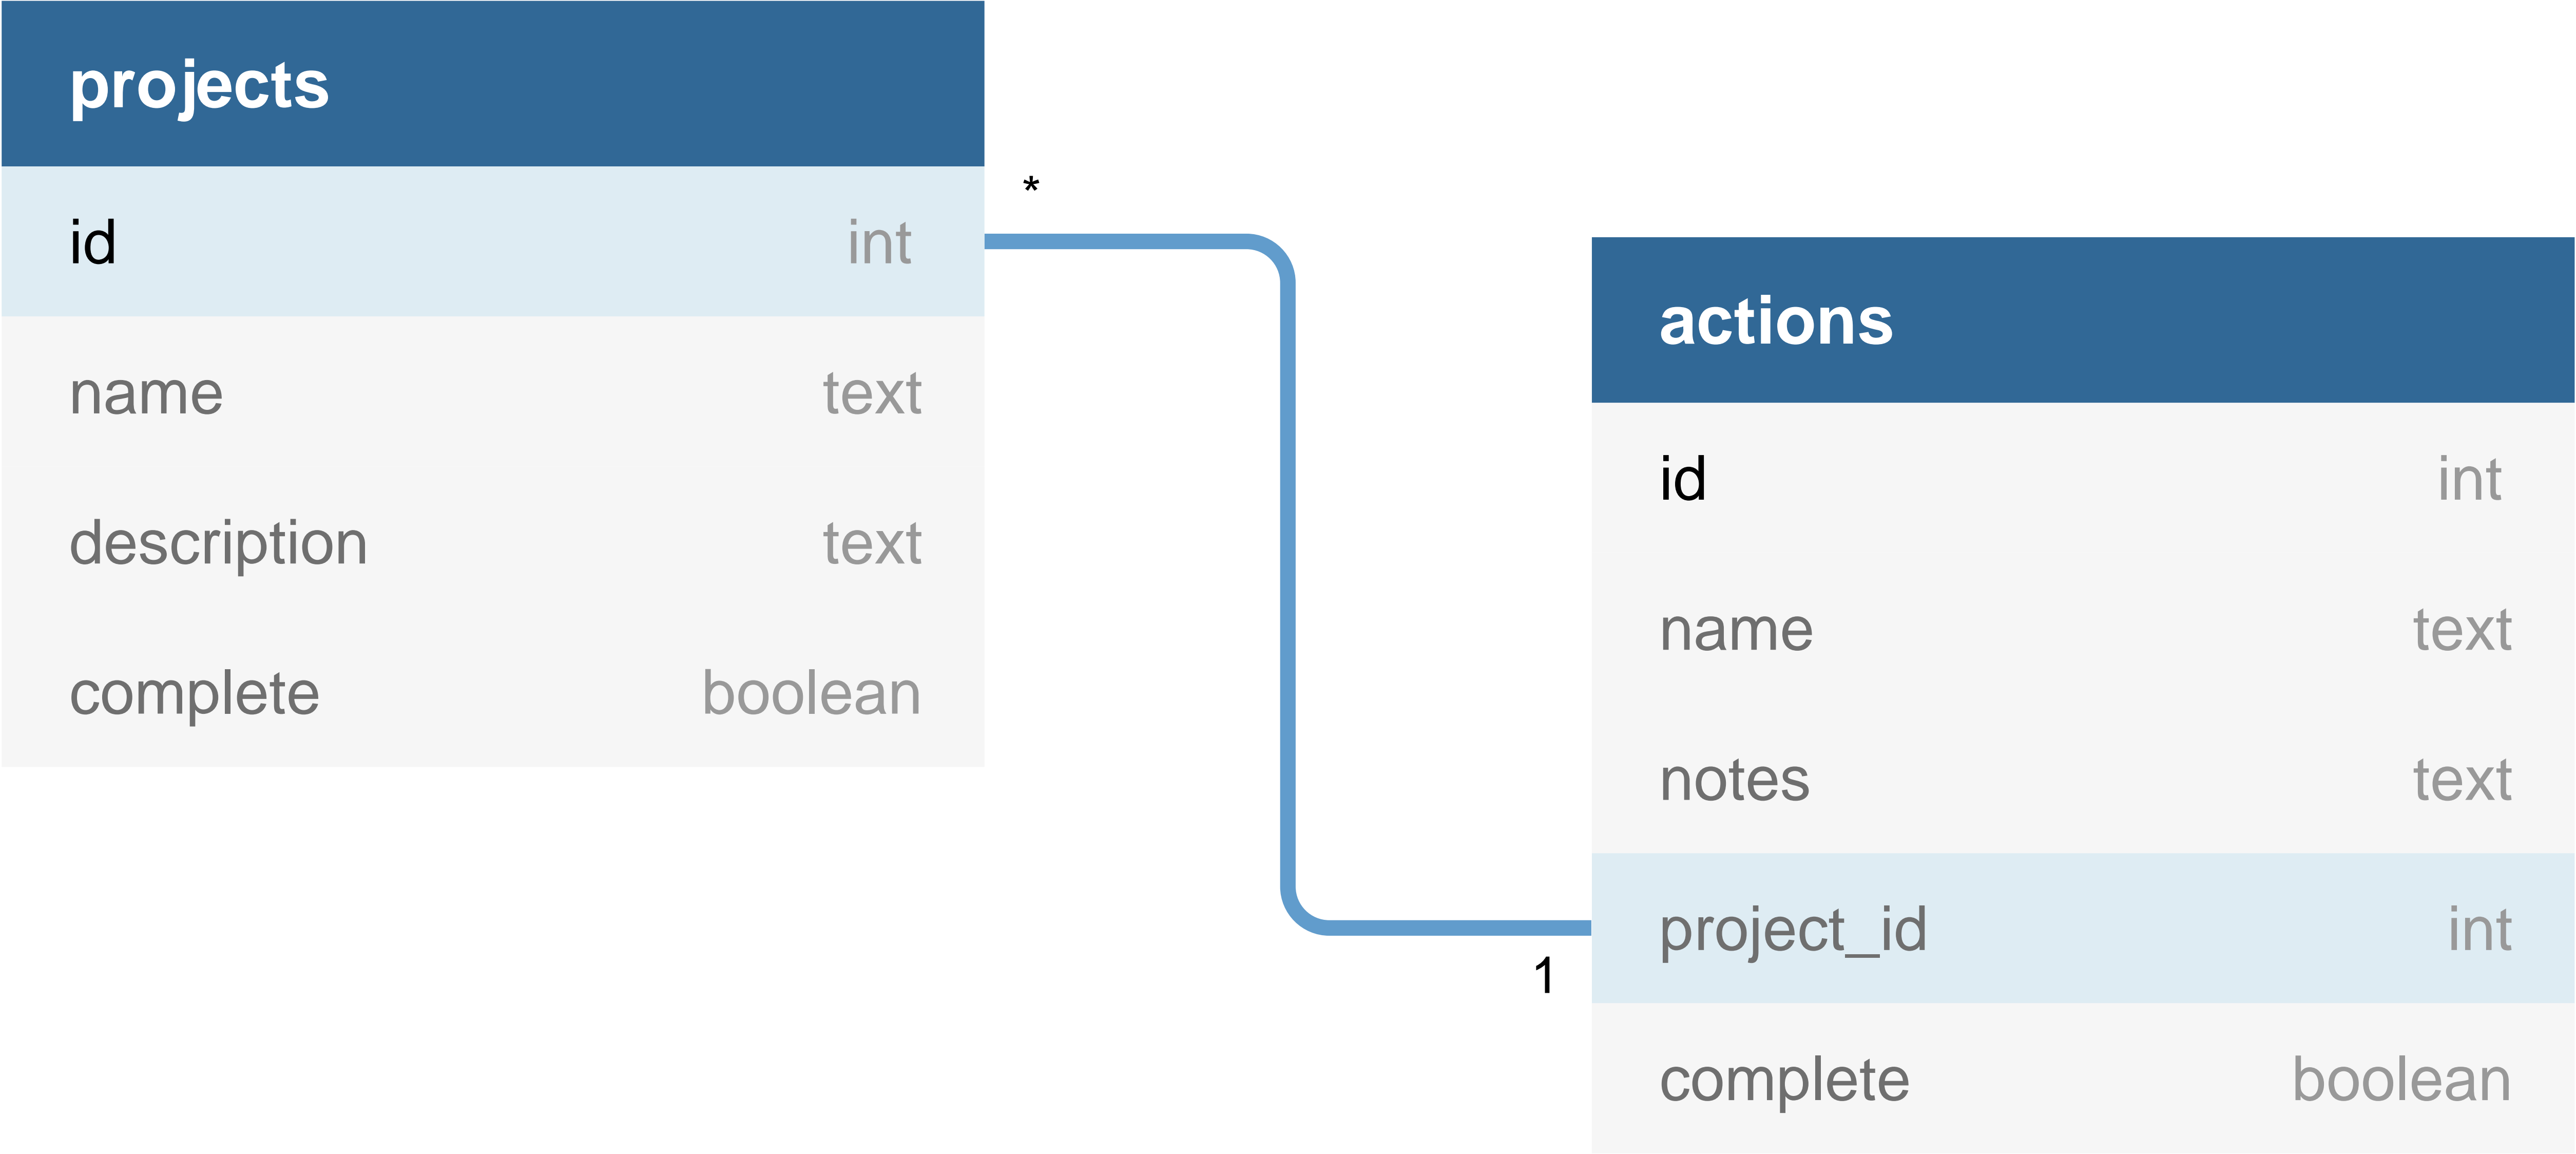 projects
id int
name text
description text
complete boolean
*
1
actions
id int
name text
notes text
project_id int
complete boolean